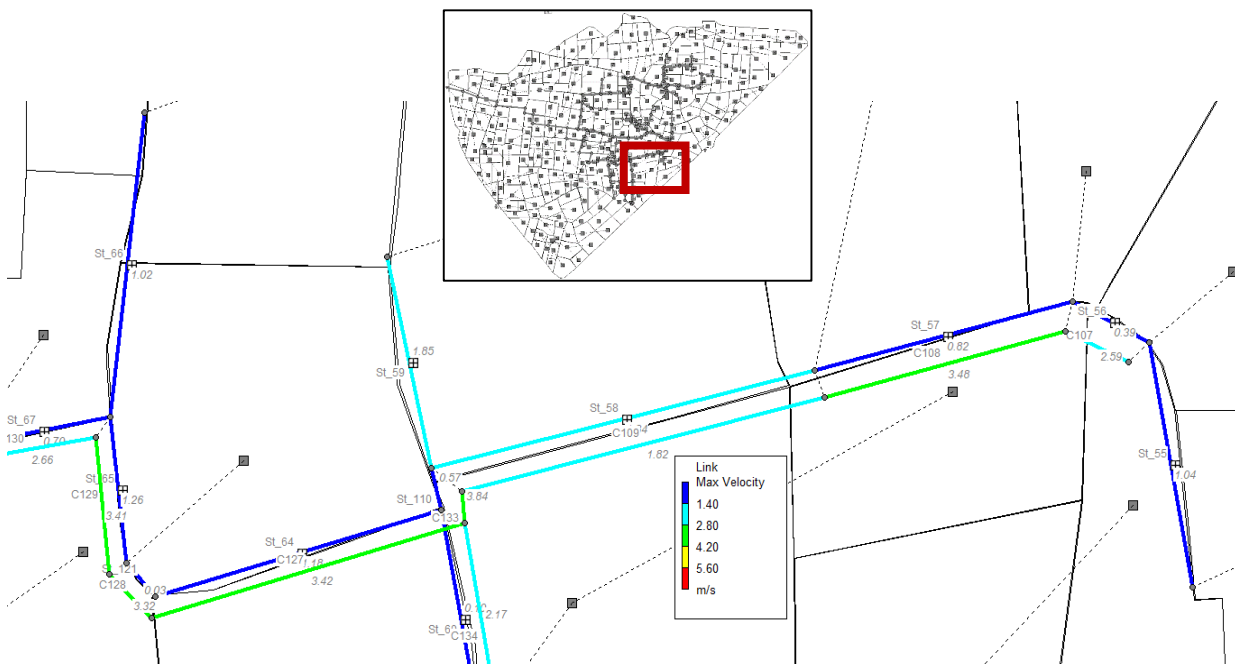 St_66
1.02
1.85
St_59
St_56
0.39
St_57
0.82
C107
C108
2.59
3.48
St_58
C109
1.82
St_67
0.70
130
2.66
St_65
C129
1.26
3.41
0.57
3.84
St_110
C133
St_55
1.04
Link
Max Velocity
1.40
2.80
4.20
5.60
m/s
St_64
C127
1.18
3.42
St_121
C128
0.03
3.32
2.17
C134